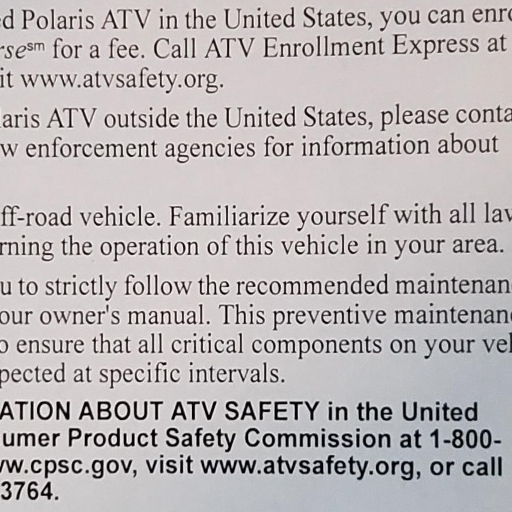 d Polaris ATV in the United States, you can enr
rse℠ for a fee. Call ATV Enrollment Express at
it www.atvsafety.org.
aris ATV outside the United States, please conta
w enforcement agencies for information about
ff-road vehicle. Familiarize yourself with all law
rning the operation of this vehicle in your area.
u to strictly follow the recommended maintenan
our owner's manual. This preventive maintenan
o ensure that all critical components on your veh
pected at specific intervals.
ATION ABOUT ATV SAFETY in the United
umer Product Safety Commission at 1-800-
w.cpsc.gov, visit www.atvsafety.org, or call
3764.